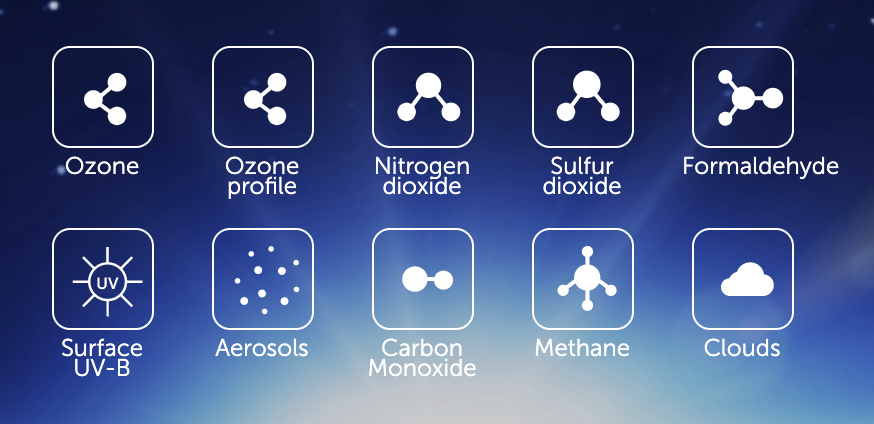 Ozone
Ozone
profile
Nitrogen
dioxide
Sulfur
dioxide
Formaldehyde
UV
Surface
UV-B
Aerosols
Carbon
Monoxide
Methane
Clouds